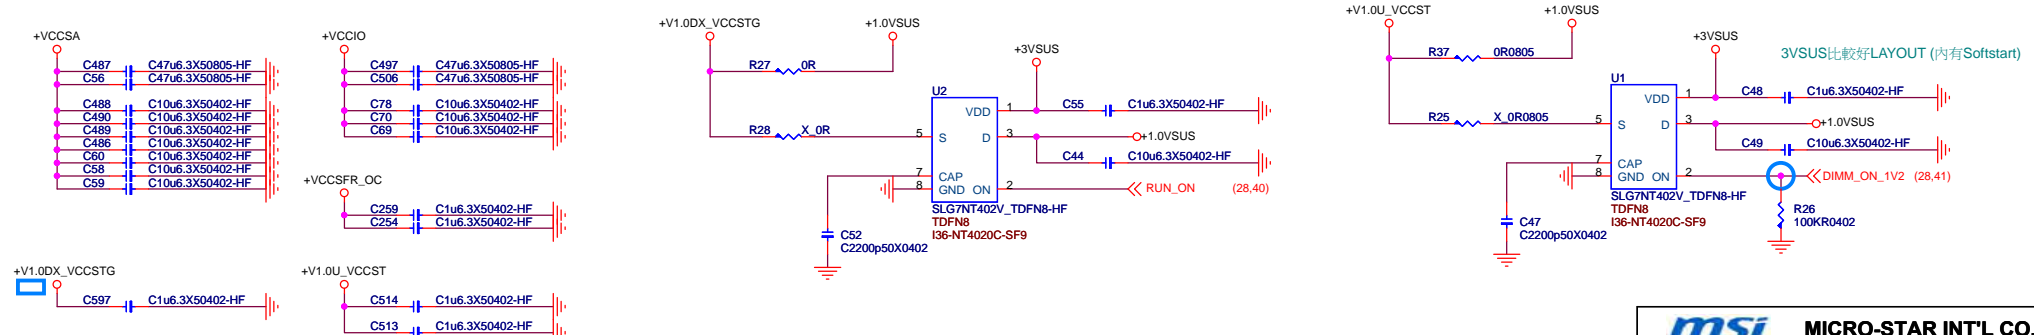 +VCCSA
C487 C47u6.3X50805-HF
C56 C47u6.3X50805-HF
C488 C10u6.3X50402-HF
C490 C10u6.3X50402-HF
C489 C10u6.3X50402-HF
C486 C10u6.3X50402-HF
C60 C10u6.3X50402-HF
C58 C10u6.3X50402-HF
C59 C10u6.3X50402-HF
+V1.0DX_VCCSTG
C597 C1u6.3X50402-HF
+VCCIO
C497 C47u6.3X50805-HF
C506 C47u6.3X50805-HF
C78 C10u6.3X50402-HF
C70 C10u6.3X50402-HF
C69 C10u6.3X50402-HF
+VCCSFR_OC
C259 C1u6.3X50402-HF
C254 C1u6.3X50402-HF
+V1.0U_VCCST
C514 C1u6.3X50402-HF
C513 C1u6.3X50402-HF
+V1.0DX_VCCSTG
+1.0VSUS
+3VSUS
R27 0R
U2
VDD 1 C55 C1u6.3X50402-HF
R28 X_0R 5 S D 3 +1.0VSUS
C44 C10u6.3X50402-HF
7 CAP
8 GND ON 2 RUN_ON (28,40)
SLG7NT402V_TDFN8-HF
TDFN8
I36-NT4020C-SF9
C52
C2200p50X0402
+V1.0U_VCCST
+1.0VSUS
+3VSUS
3VSUS比較好LAYOUT (內有Softstart)
R37 0R0805
U1
VDD 1 C48 C1u6.3X50402-HF
R25 X_0R0805 5 S D 3 +1.0VSUS
C49 C10u6.3X50402-HF
7 CAP
8 GND ON 2 DIMM_ON_1V2 (28,41)
SLG7NT402V_TDFN8-HF
TDFN8
I36-NT4020C-SF9
R26
100KR0402
C47
C2200p50X0402
msi MICRO-STAR INT'L CO.